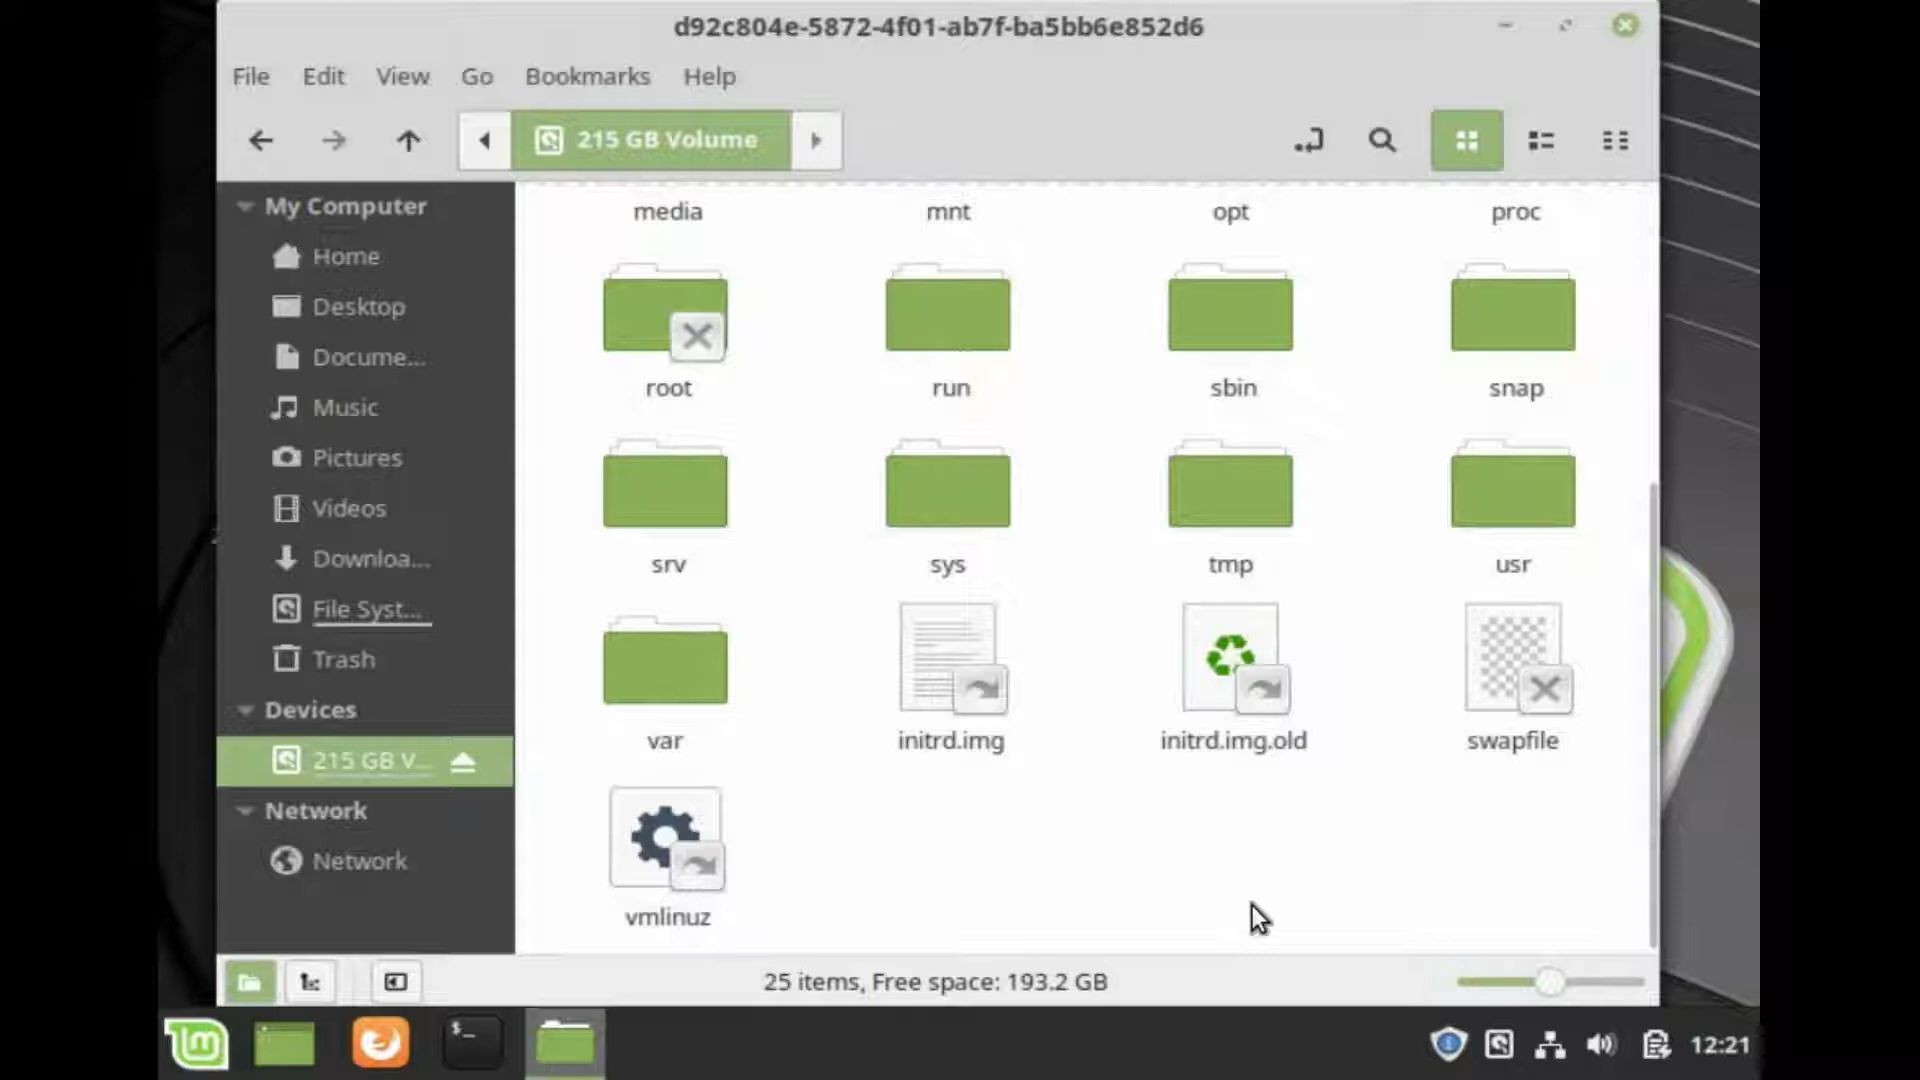 d92c804e-5872-4f01-ab7f-ba5bb6e852d6
File Edit View Go Bookmarks Help
215 GB Volume
My Computer
Home
Desktop
Docume...
Music
Pictures
Videos
Downloa...
File Syst...
Trash
Devices
215 GB V...
Network
Network
media mnt opt proc
root run sbin snap
srv sys tmp usr
var initrd.img initrd.img.old swapfile
vmlinuz
25 items, Free space: 193.2 GB
$_
12:21